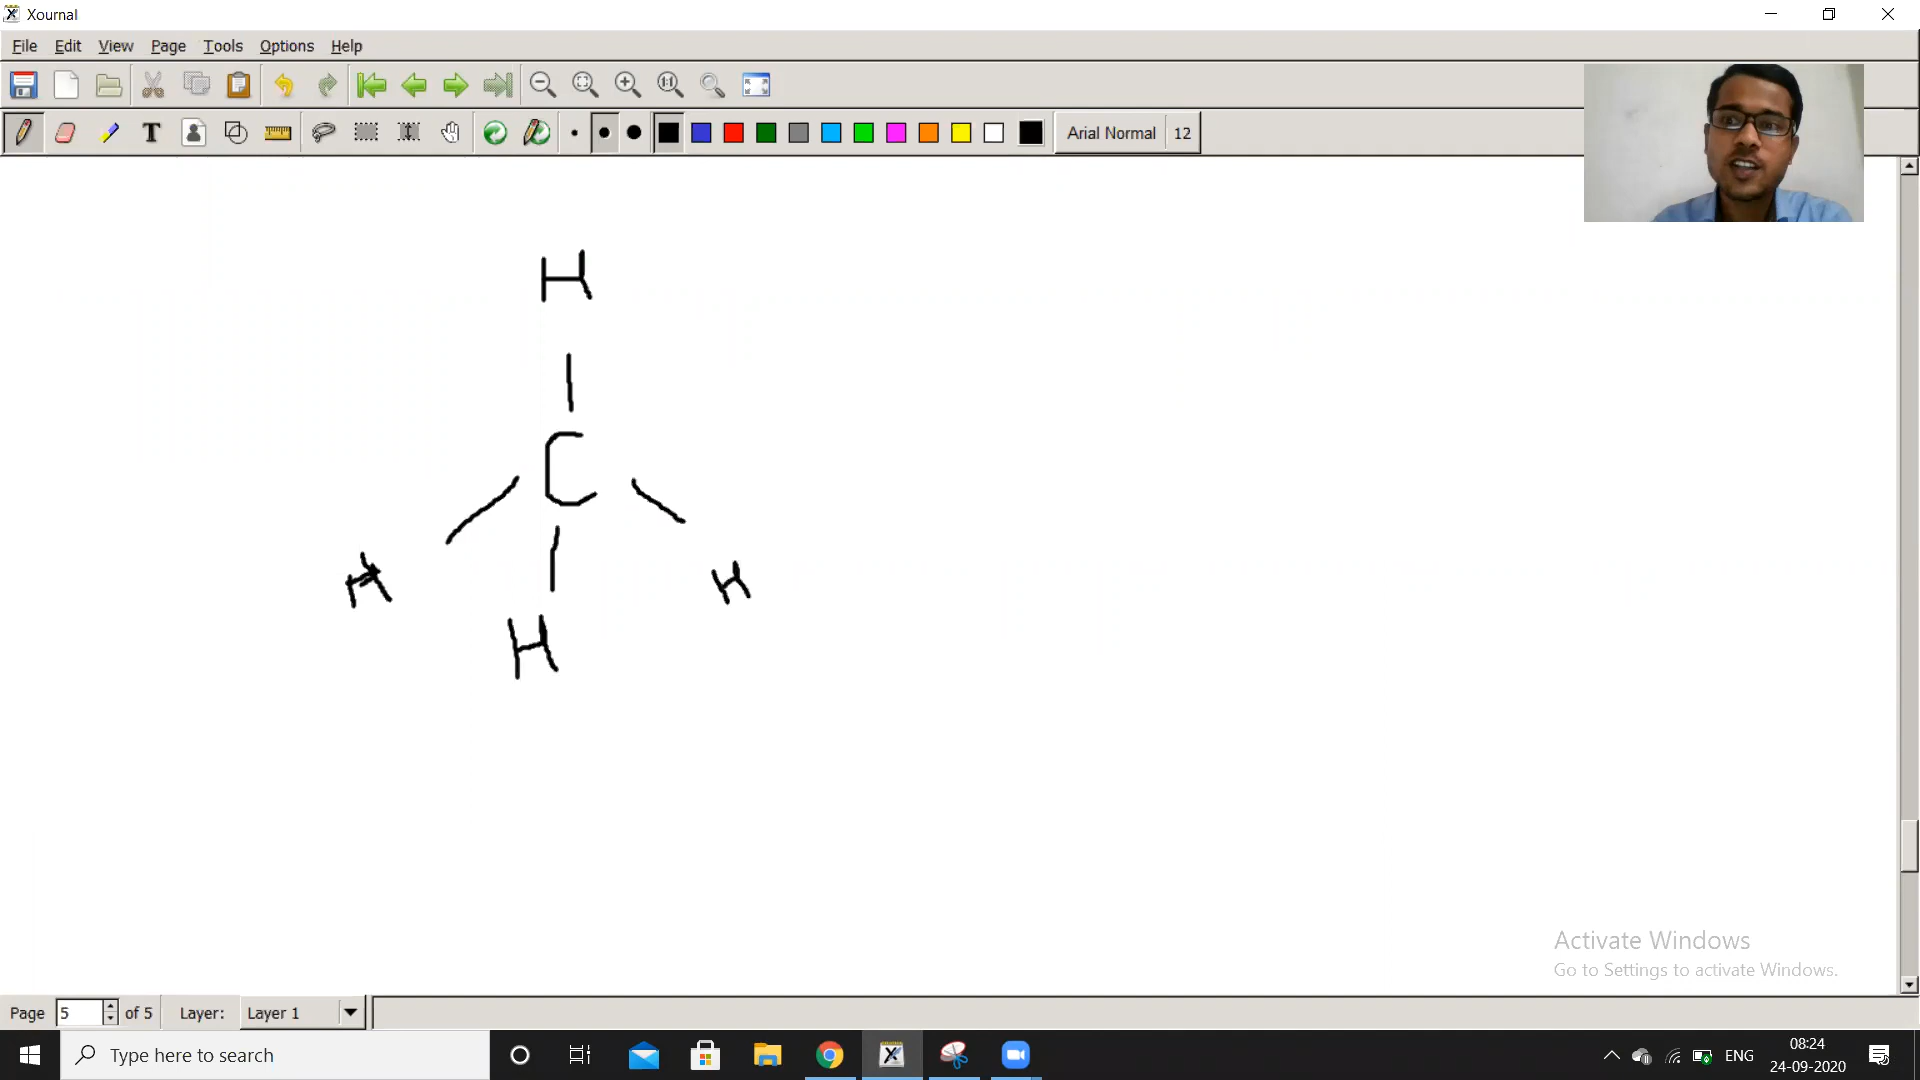 Xournal
File Edit View Page Tools Options Help
T Arial Normal 12
H
C
H H
H
Activate Windows
Go to Settings to activate Windows.
Page 5 of 5 Layer: Layer 1
Type here to search
ENG
08:24
24-09-2020